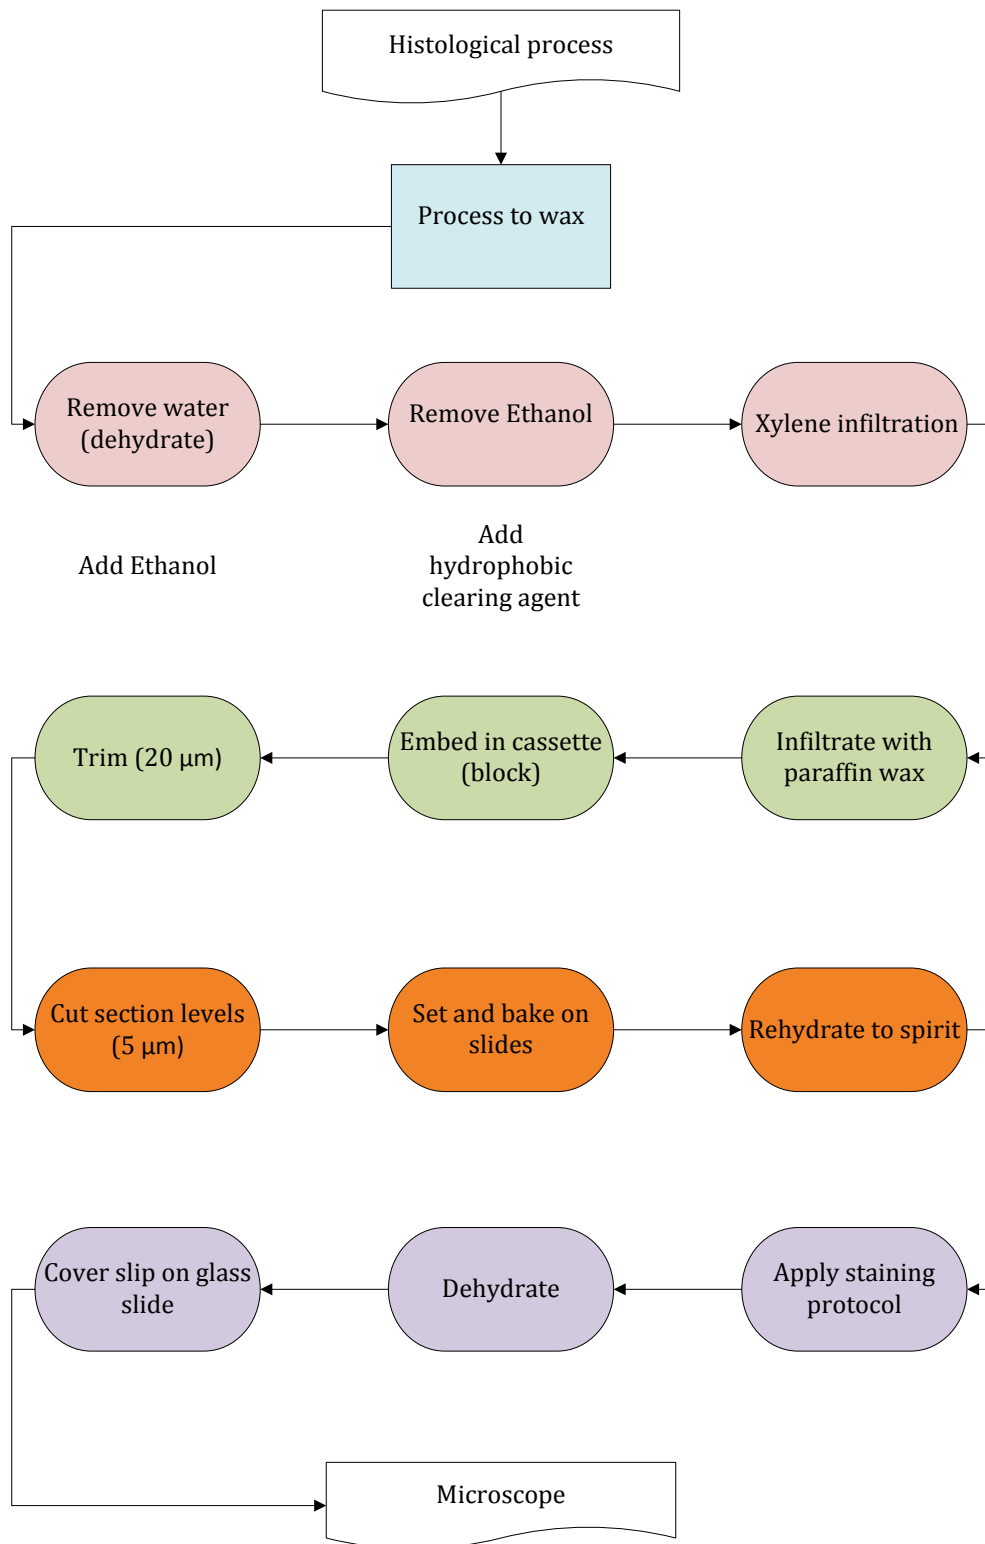 Histological process
Process to wax
Remove water
(dehydrate)
Remove Ethanol
Xylene infiltration
Add Ethanol
Add
hydrophobic
clearing agent
Infiltrate with
paraffin wax
Embed in cassette
(block)
Trim (20 μm)
Cut section levels
(5 μm)
Set and bake on
slides
Rehydrate to spirit
Apply staining
protocol
Dehydrate
Cover slip on glass
slide
Microscope